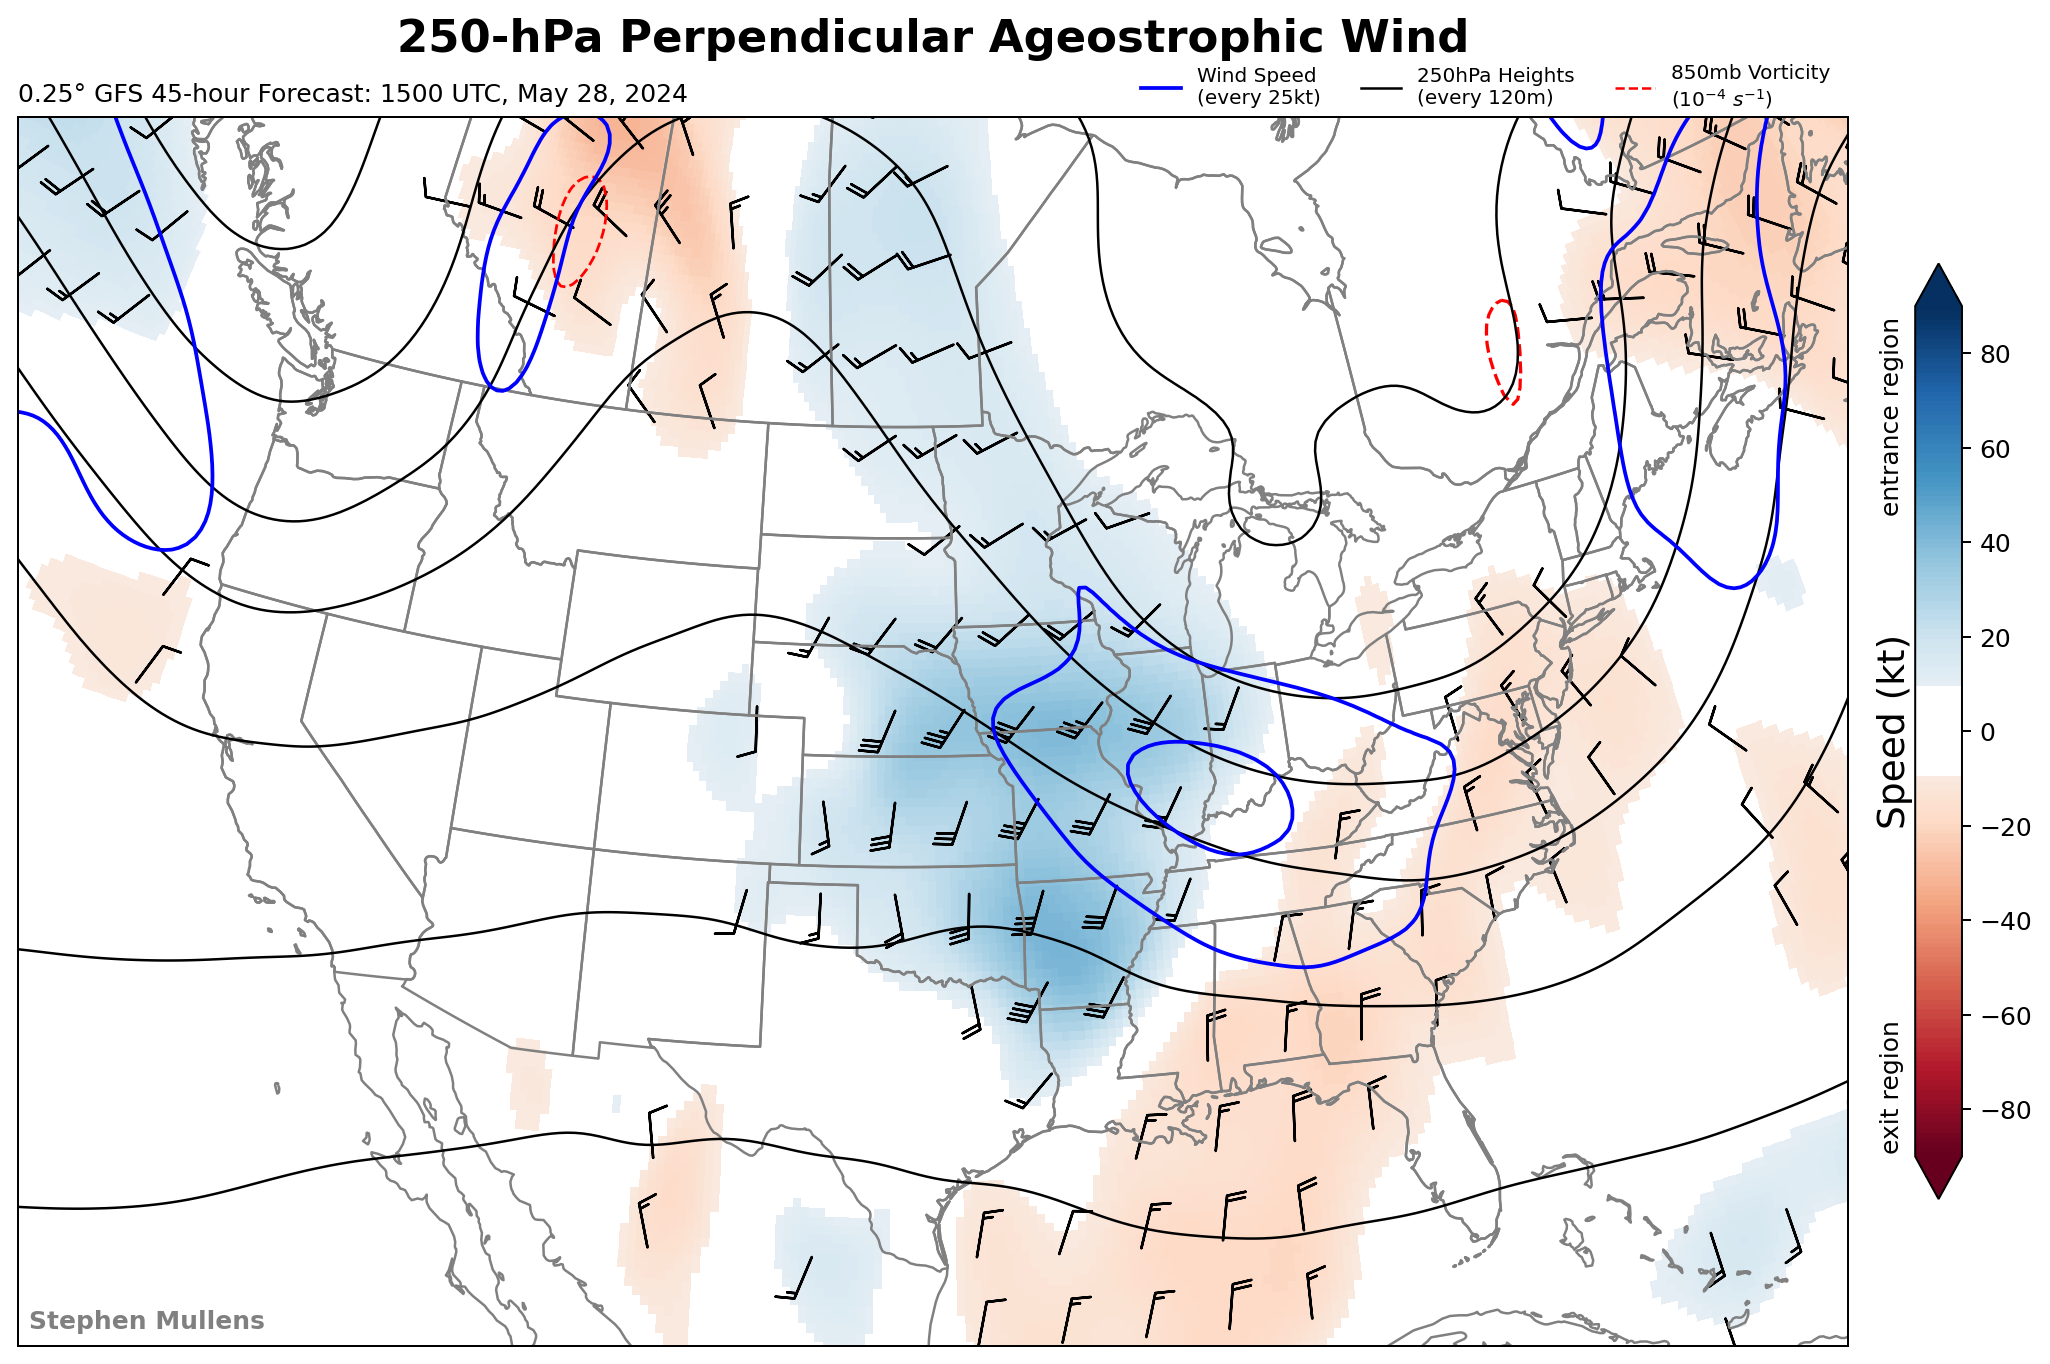 250-hPa Perpendicular Ageostrophic Wind
0.25° GFS 45-hour Forecast: 1500 UTC, May 28, 2024
Wind Speed
(every 25kt)
250hPa Heights
(every 120m)
850mb Vorticity
(10⁻⁴ s⁻¹)
entrance region
Speed (kt)
exit region
80
60
40
20
0
−20
−40
−60
−80
Stephen Mullens